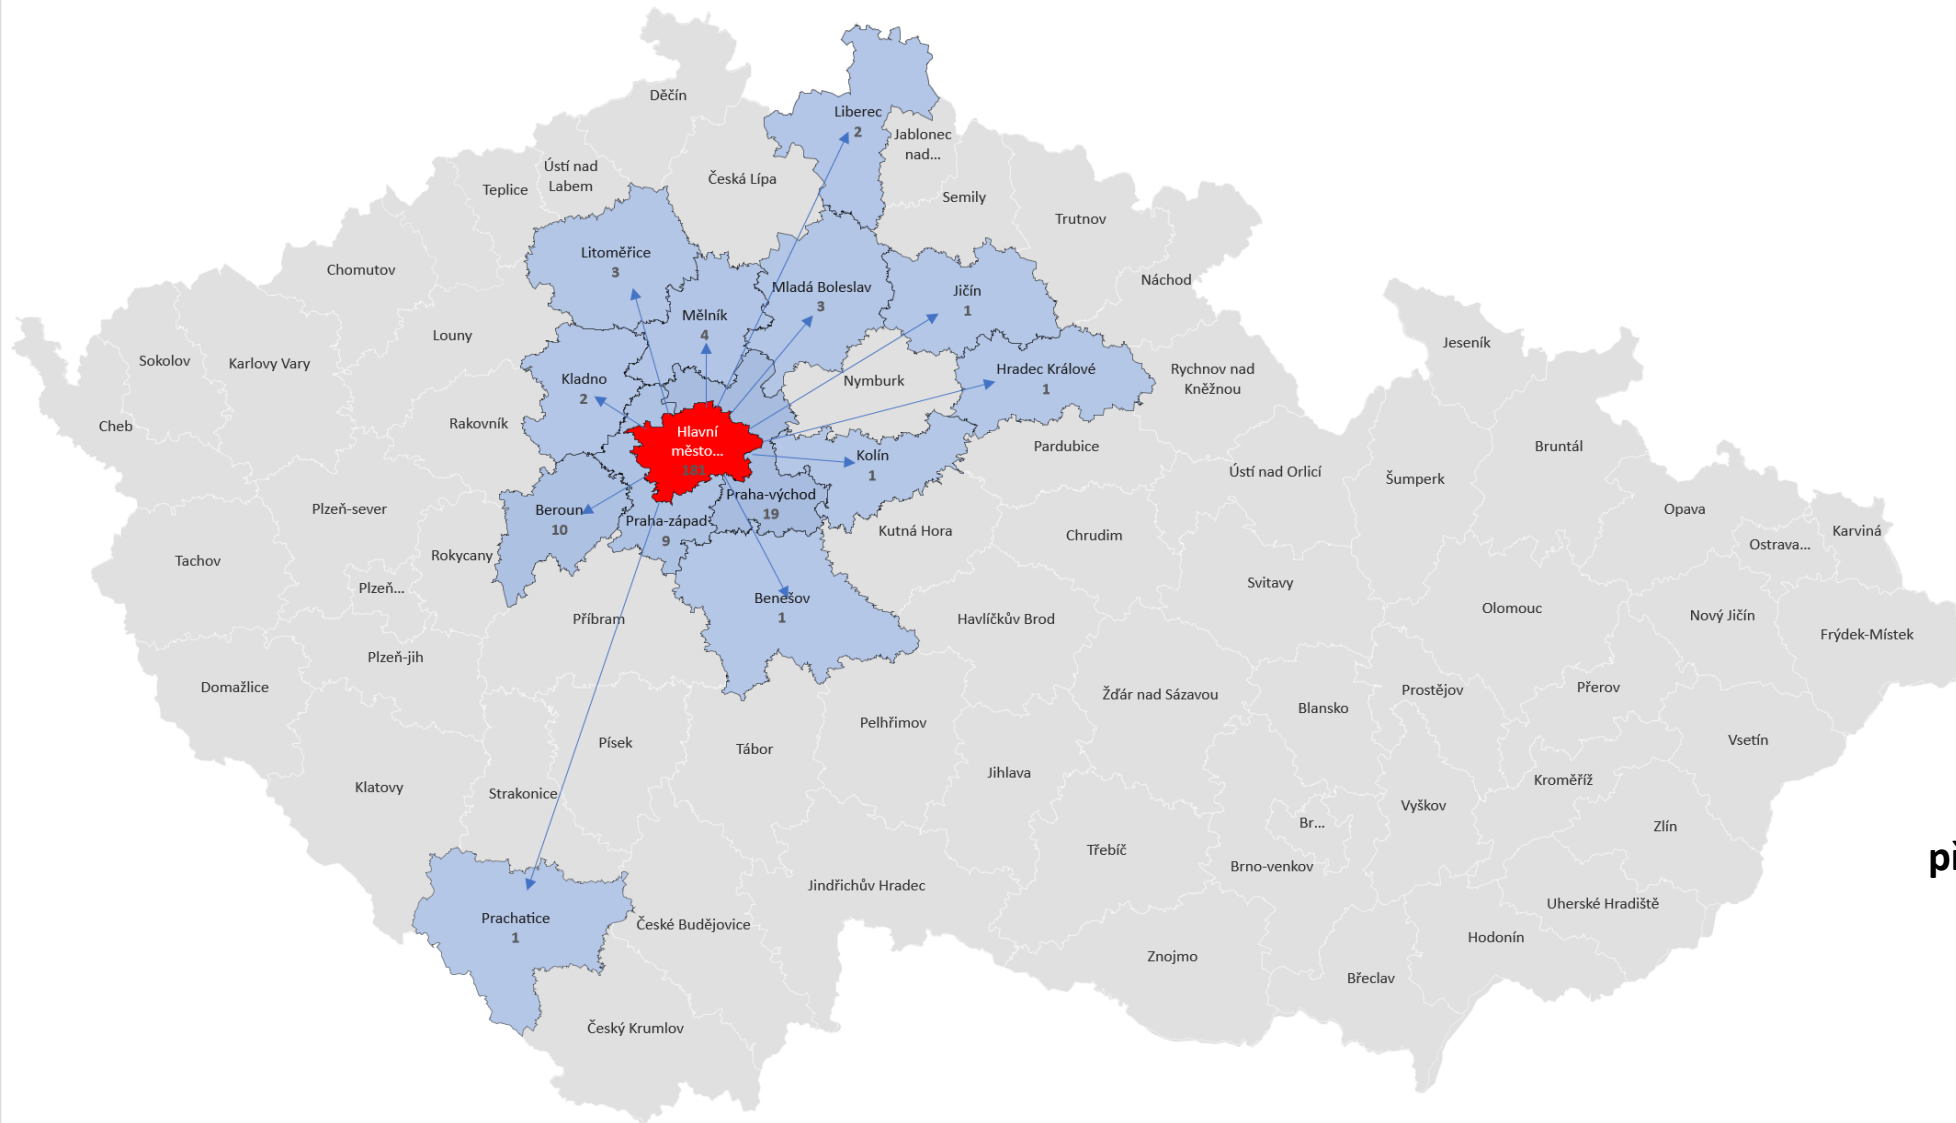 Děčín
Liberec
2
Jablonec
nad...
Ústí nad
Labem
Teplice
Česká Lípa
Semily
Trutnov
Litoměřice
3
Chomutov
Náchod
Mladá Boleslav
3
Jičín
1
Mělník
4
Louny
Jeseník
Sokolov
Karlovy Vary
Kladno
2
Nymburk
Hradec Králové
1
Rychnov nad
Kněžnou
Cheb
Rakovník
Hlavní
město...
181
Kolín
1
Pardubice
Bruntál
Ústí nad Orlicí
Šumperk
Plzeň-sever
Beroun
10
Praha-západ
9
Praha-východ
19
Kutná Hora
Chrudim
Opava
Karviná
Ostrava...
Tachov
Rokycany
Plzeň...
Svitavy
Benešov
1
Příbram
Havlíčkův Brod
Olomouc
Nový Jičín
Frýdek-Místek
Plzeň-jih
Domažlice
Žďár nad Sázavou
Prostějov
Přerov
Blansko
Pelhřimov
Písek
Tábor
Vsetín
Jihlava
Klatovy
Strakonice
Kroměříž
Vyškov
Br...
Zlín
Třebíč
Brno-venkov
př
Jindřichův Hradec
Uherské Hradiště
Prachatice
1
České Budějovice
Hodonín
Znojmo
Břeclav
Český Krumlov